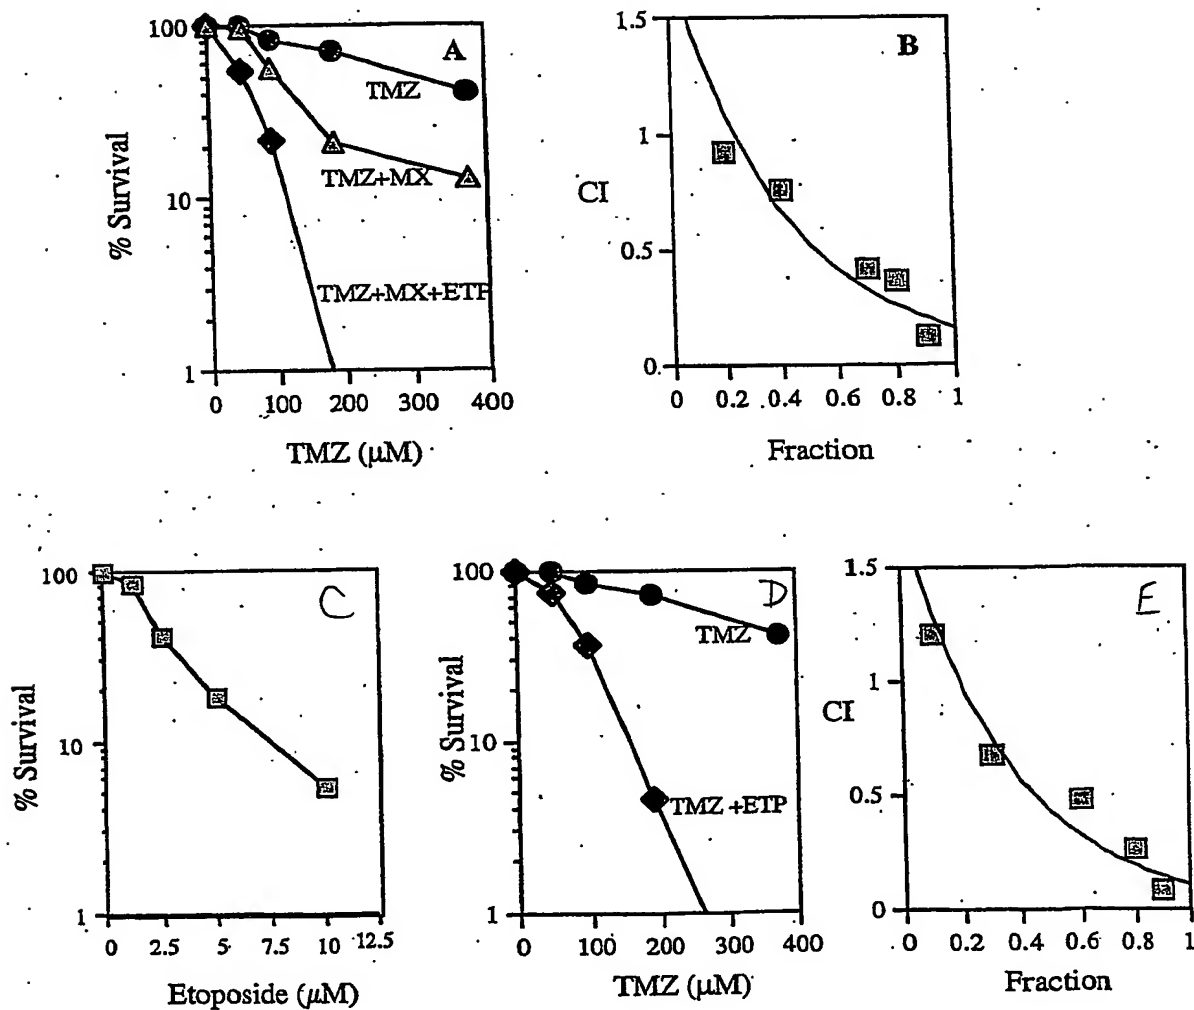 A
100
10
1
% Survival
TMZ
TMZ+MX
TMZ+MX+ETP
0 100 200 300 400
TMZ (μM)
B
1.5
1
0.5
0
CI
0 0.2 0.4 0.6 0.8 1
Fraction
C
100
10
1
% Survival
0 2.5 5 7.5 10 12.5
Etoposide (μM)
D
100
10
1
% Survival
TMZ
TMZ +ETP
0 100 200 300 400
TMZ (μM)
E
1.5
1
0.5
0
CI
0 0.2 0.4 0.6 0.8 1
Fraction